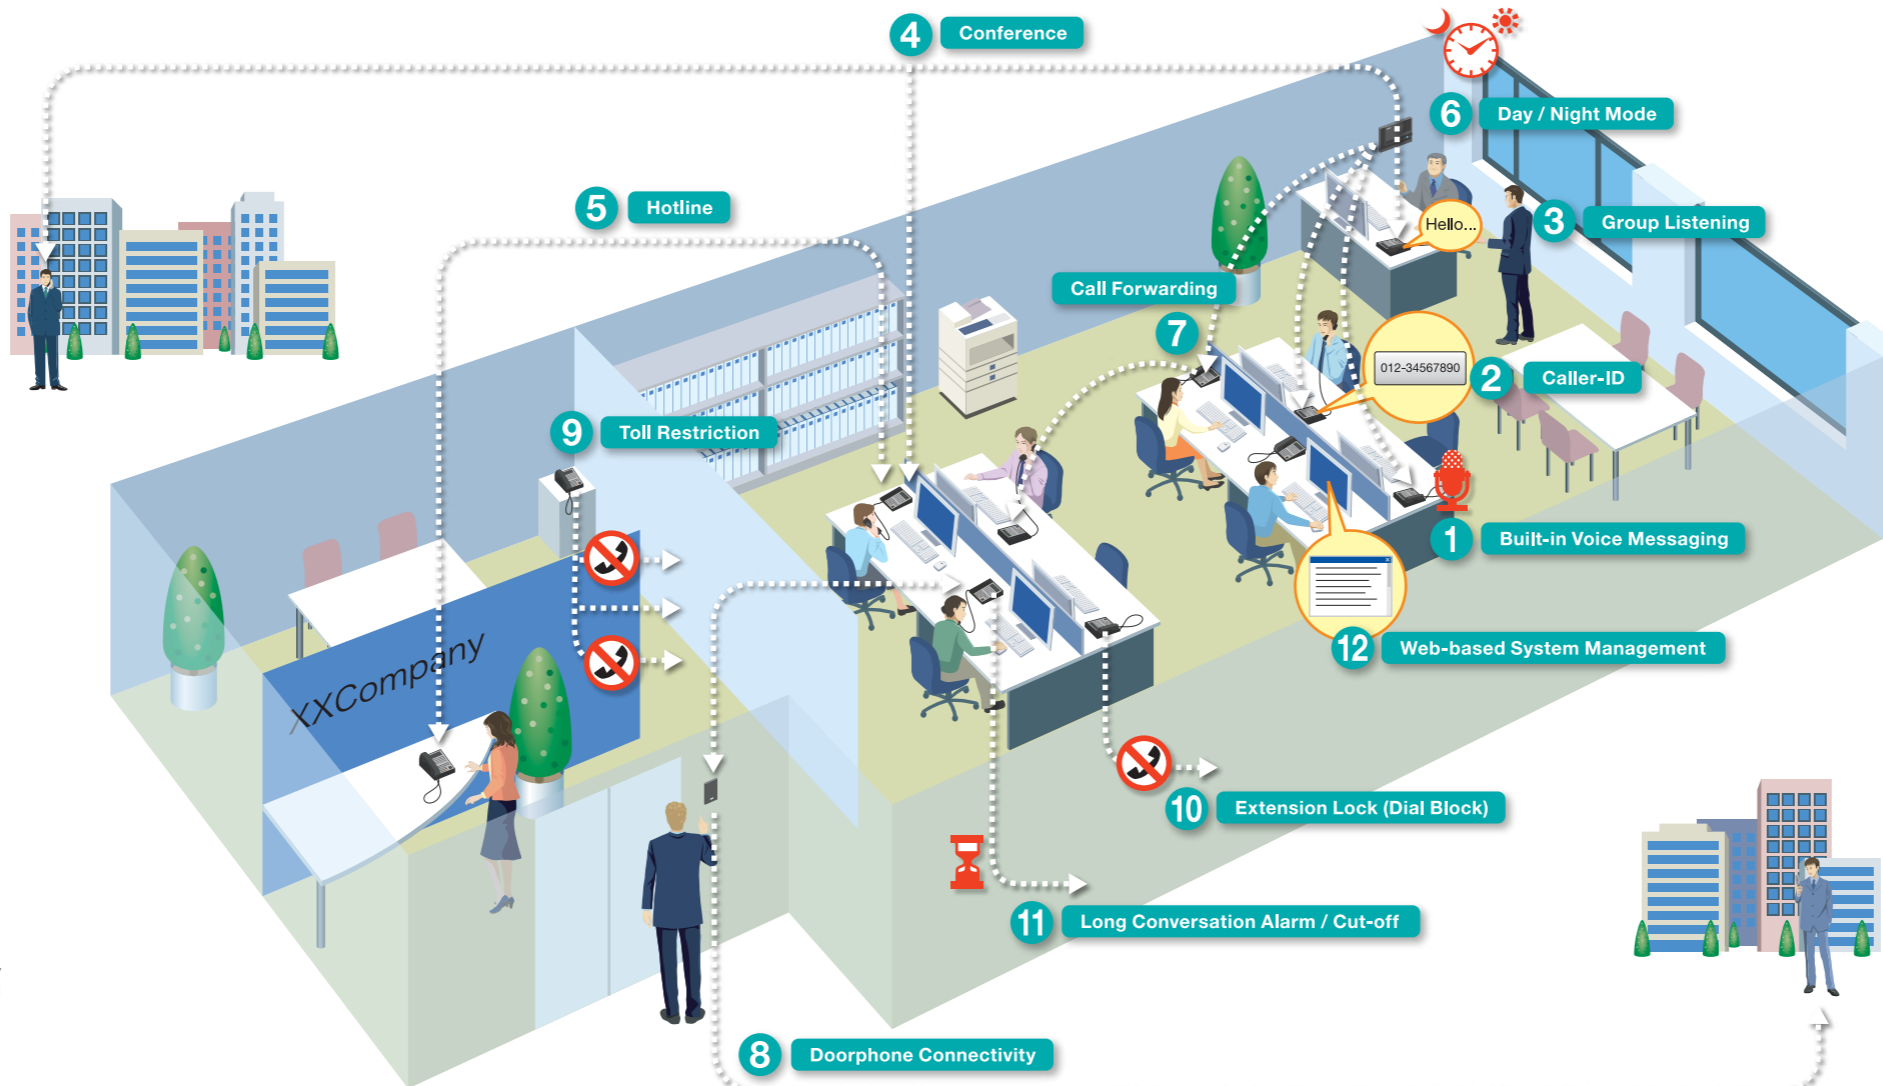 4 Conference
6 Day / Night Mode
5 Hotline
3 Group Listening
Hello...
Call Forwarding
7
012-34567890
2 Caller-ID
9 Toll Restriction
1 Built-in Voice Messaging
12 Web-based System Management
XXCompany
10 Extension Lock (Dial Block)
11 Long Conversation Alarm / Cut-off
8 Doorphone Connectivity